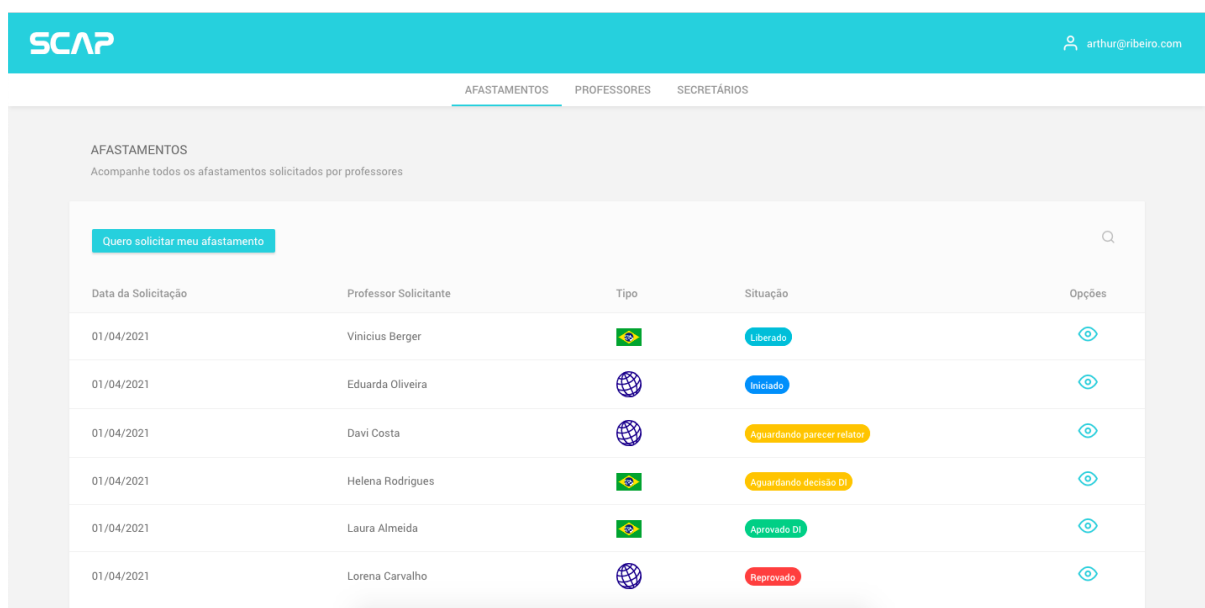 SCAP
arthur@ribeiro.com
AFASTAMENTOS PROFESSORES SECRETÁRIOS
AFASTAMENTOS
Acompanhe todos os afastamentos solicitados por professores
Quero solicitar meu afastamento
Data da Solicitação Professor Solicitante Tipo Situação Opções
01/04/2021 Vinicius Berger Liberado
01/04/2021 Eduarda Oliveira Iniciado
01/04/2021 Davi Costa Aguardando parecer relator
01/04/2021 Helena Rodrigues Aguardando decisão DI
01/04/2021 Laura Almeida Aprovado DI
01/04/2021 Lorena Carvalho Reprovado